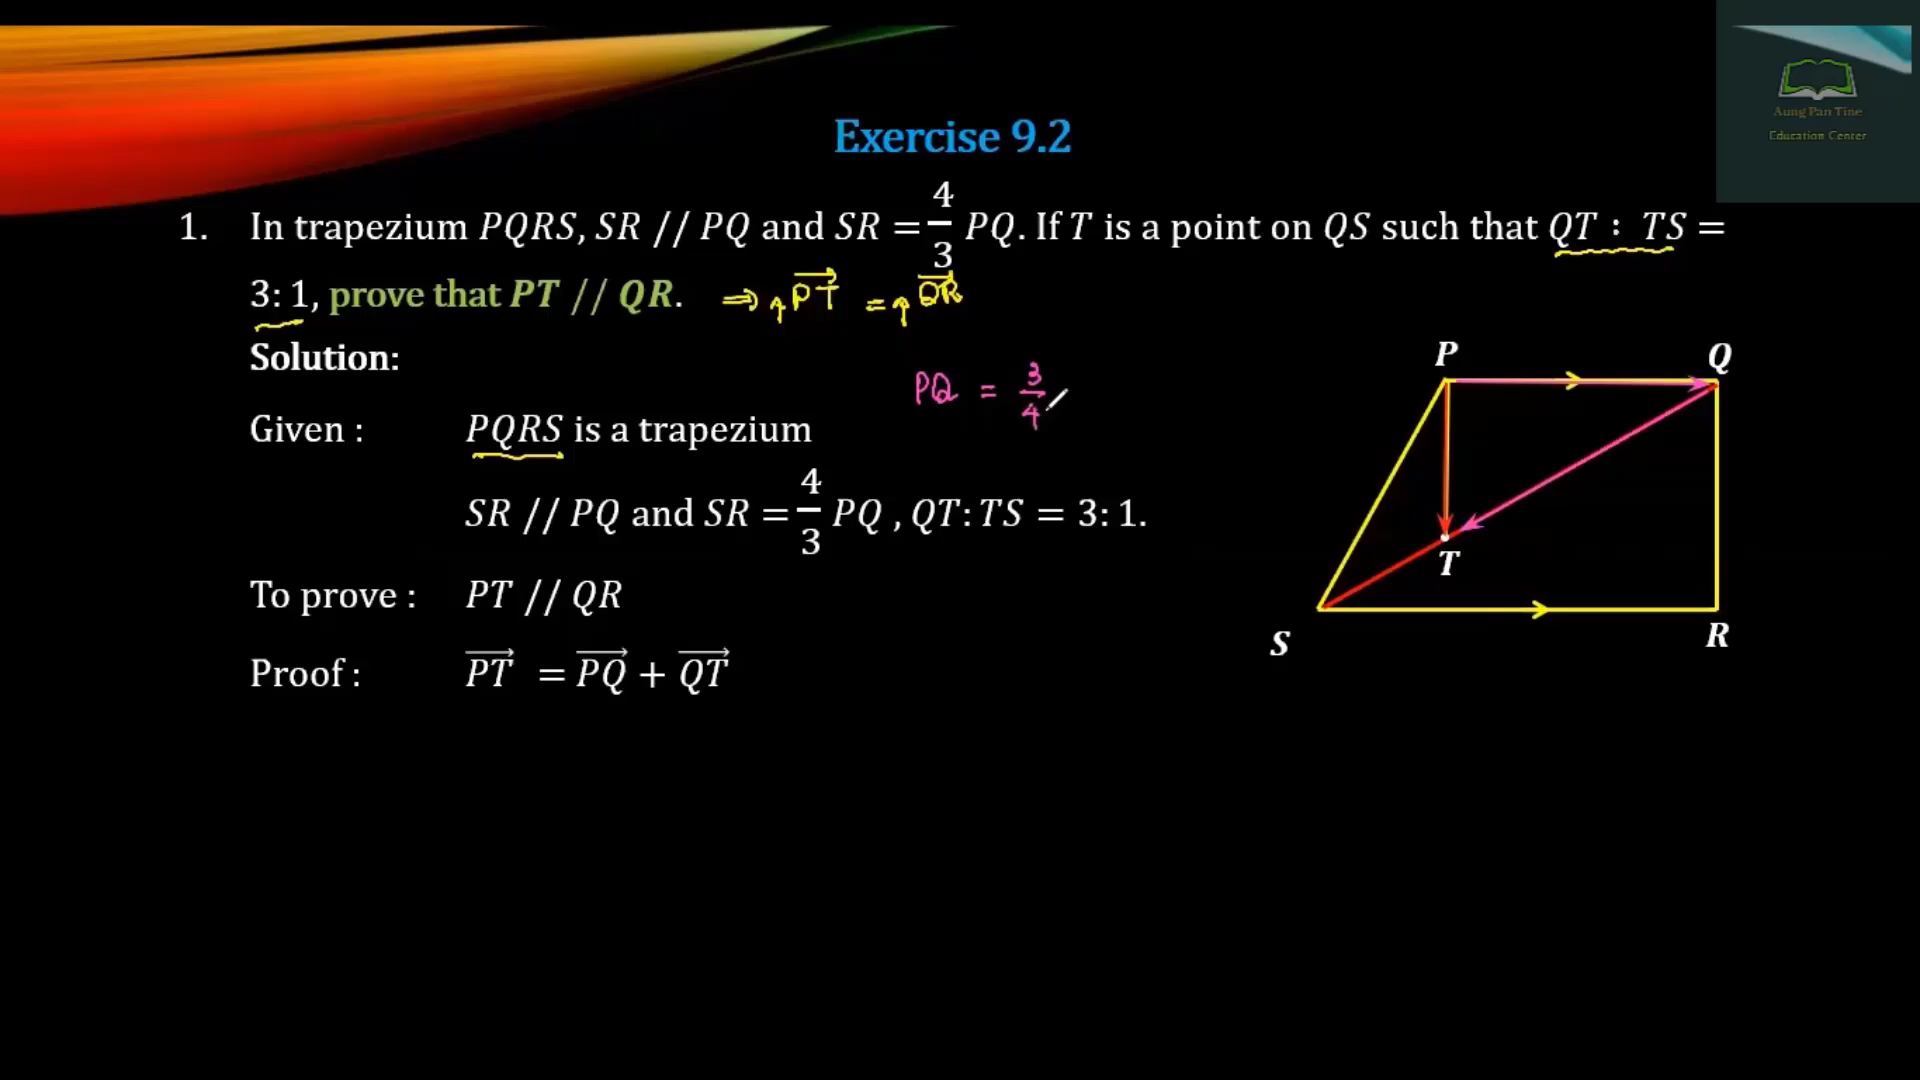 Aung Pan Tine
Education Center
Exercise 9.2
1. In trapezium PQRS, SR // PQ and SR = 4/3 PQ. If T is a point on QS such that QT : TS =
3: 1, prove that PT // QR. ⇒ PT⃗ = QR⃗
Solution:
PQ = 3/4
Given : PQRS is a trapezium
SR // PQ and SR = 4/3 PQ , QT: TS = 3: 1.
To prove : PT // QR
Proof : PT⃗ = PQ⃗ + QT⃗
P
Q
T
S
R